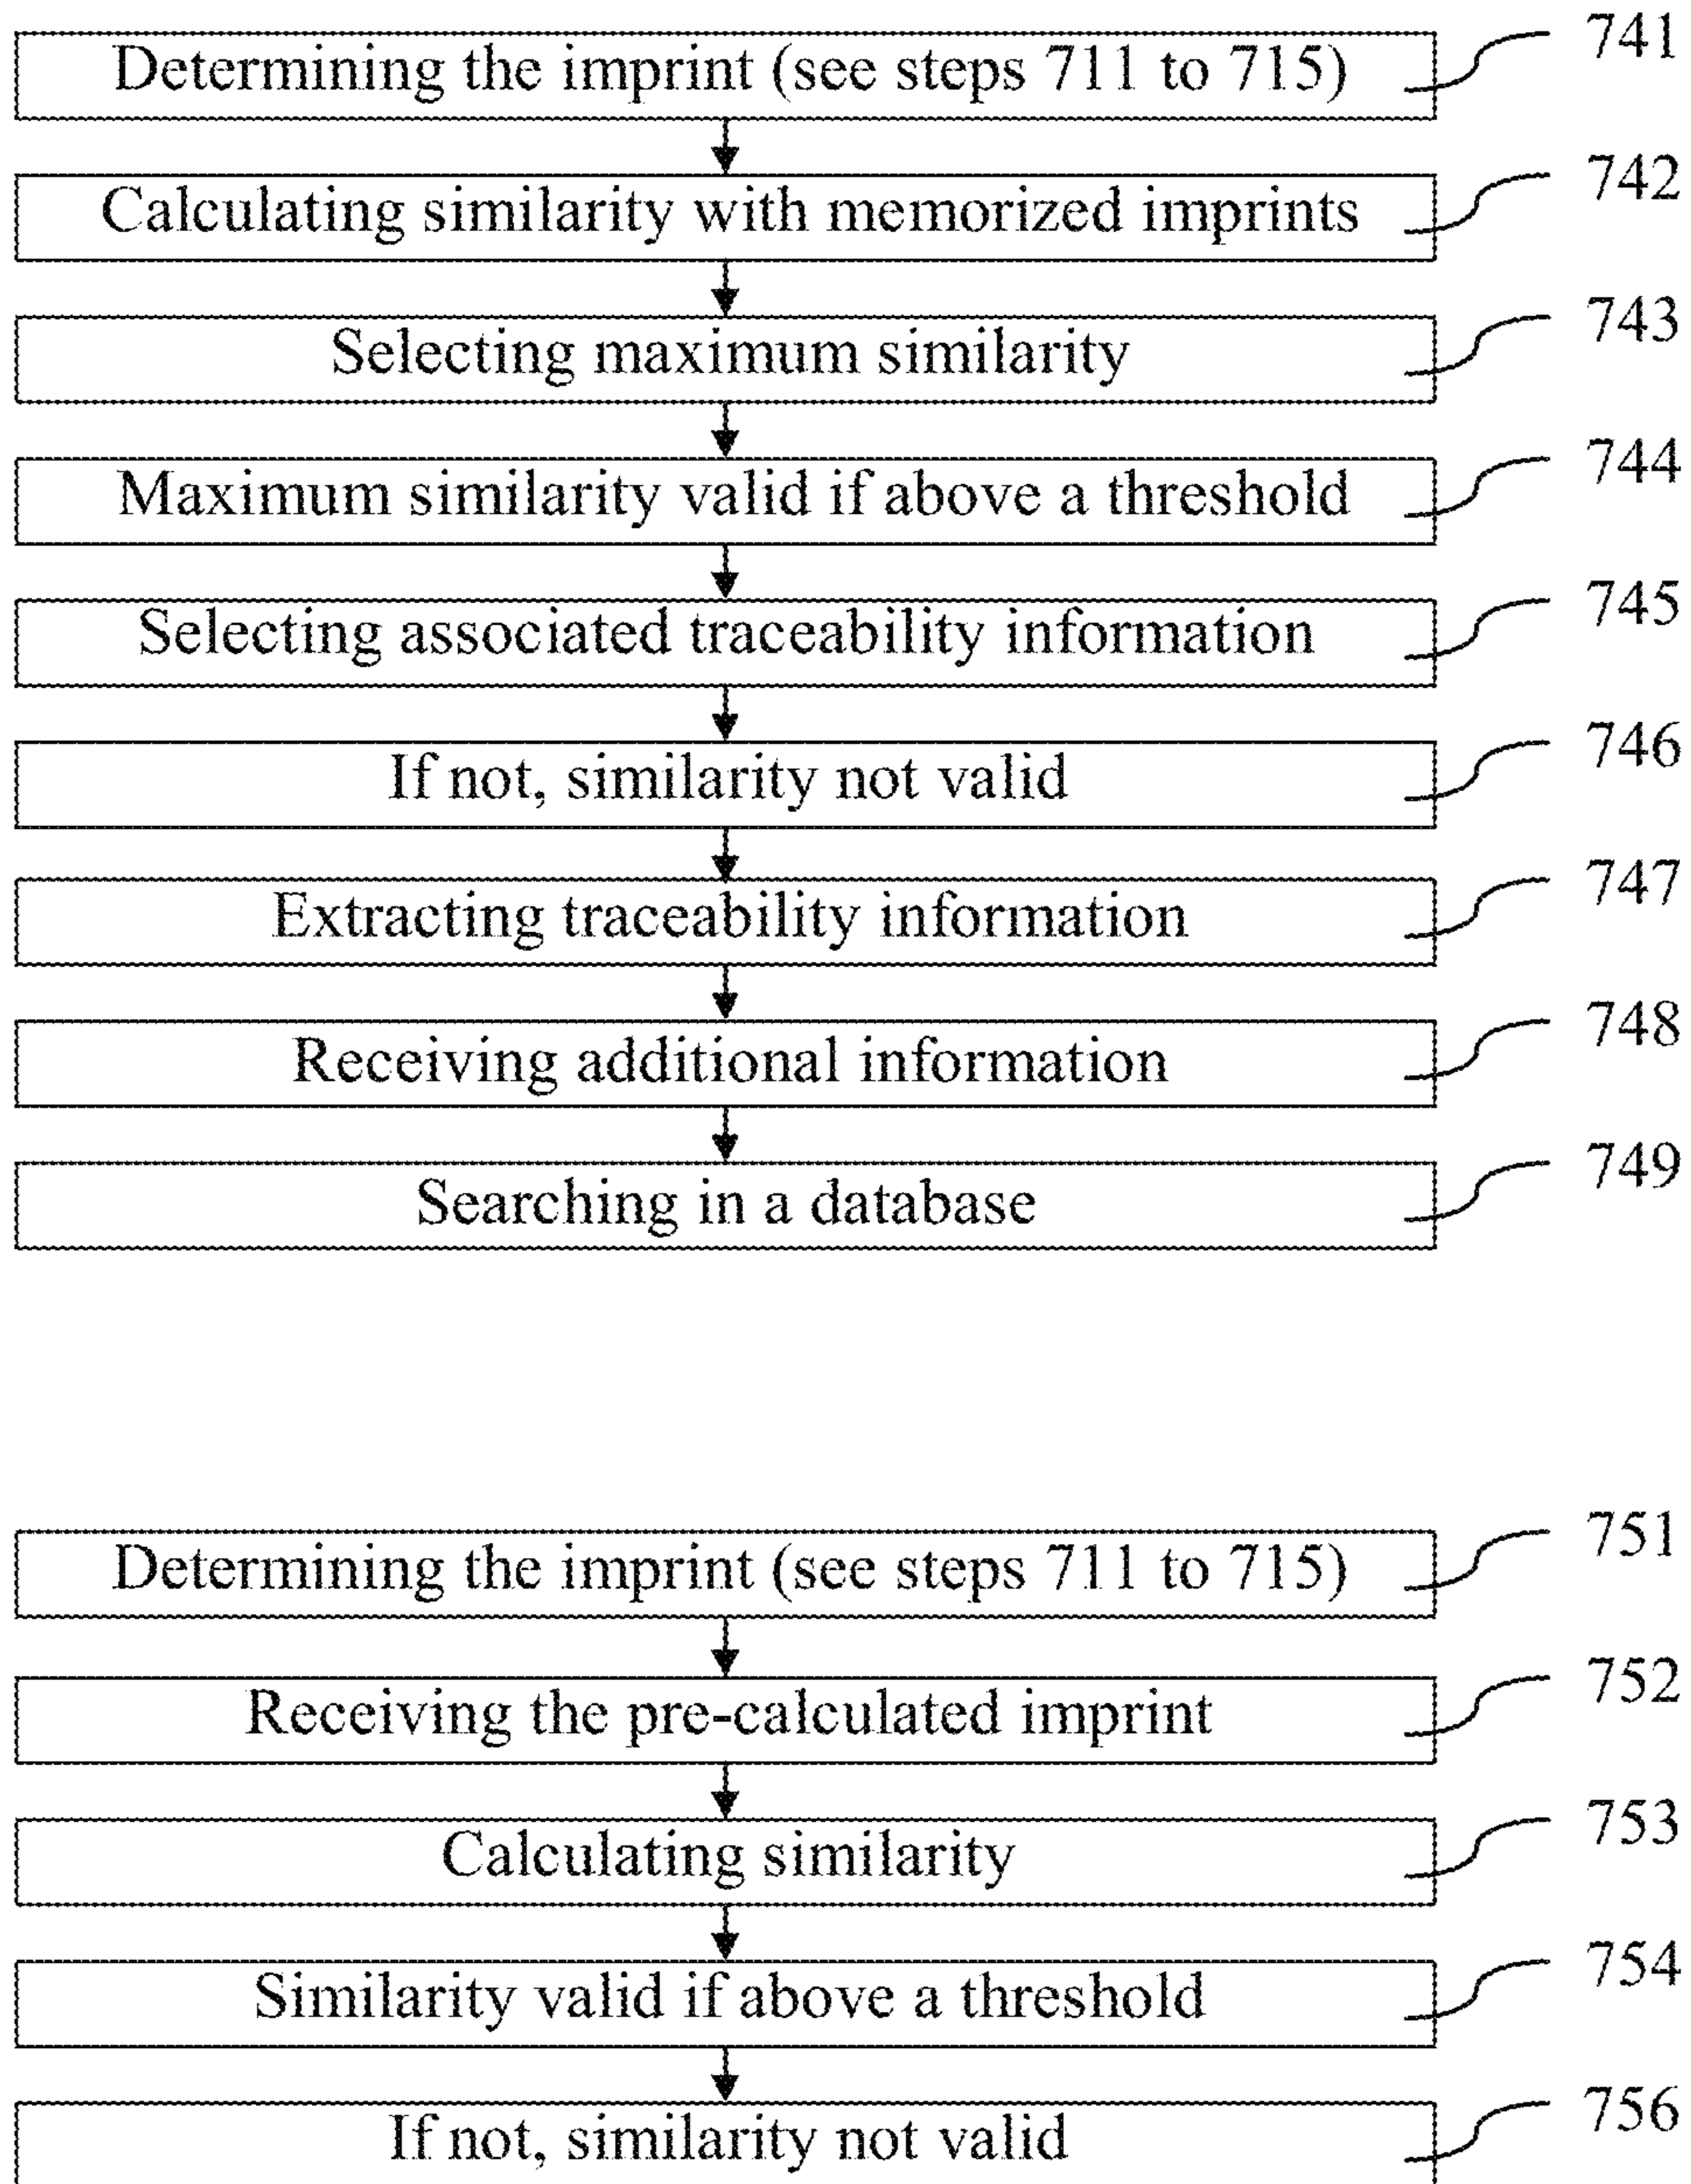 Determining the imprint (see steps 711 to 715) 741
Calculating similarity with memorized imprints 742
Selecting maximum similarity 743
Maximum similarity valid if above a threshold 744
Selecting associated traceability information 745
If not, similarity not valid 746
Extracting traceability information 747
Receiving additional information 748
Searching in a database 749
Determining the imprint (see steps 711 to 715) 751
Receiving the pre-calculated imprint 752
Calculating similarity 753
Similarity valid if above a threshold 754
If not, similarity not valid 756